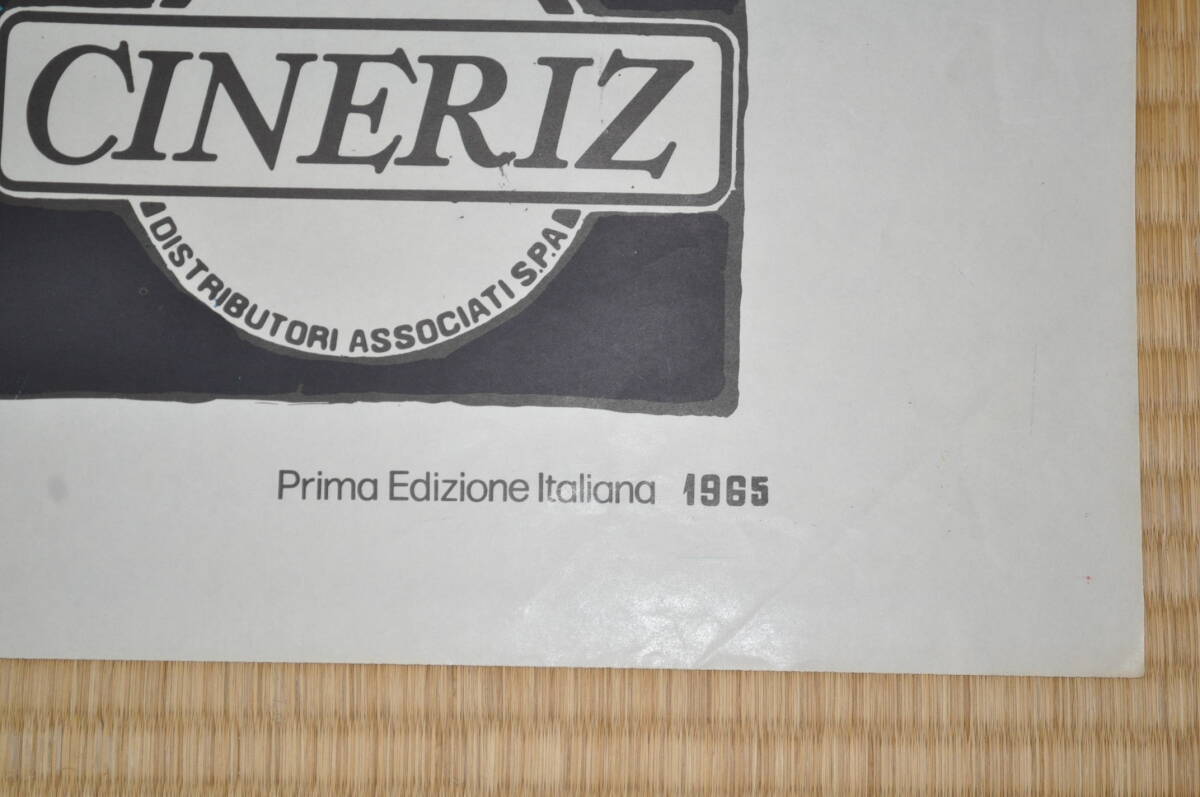 CINERIZ
DISTRIBUTORI ASSOCIATI S.P.A
Prima Edizione Italiana 1965